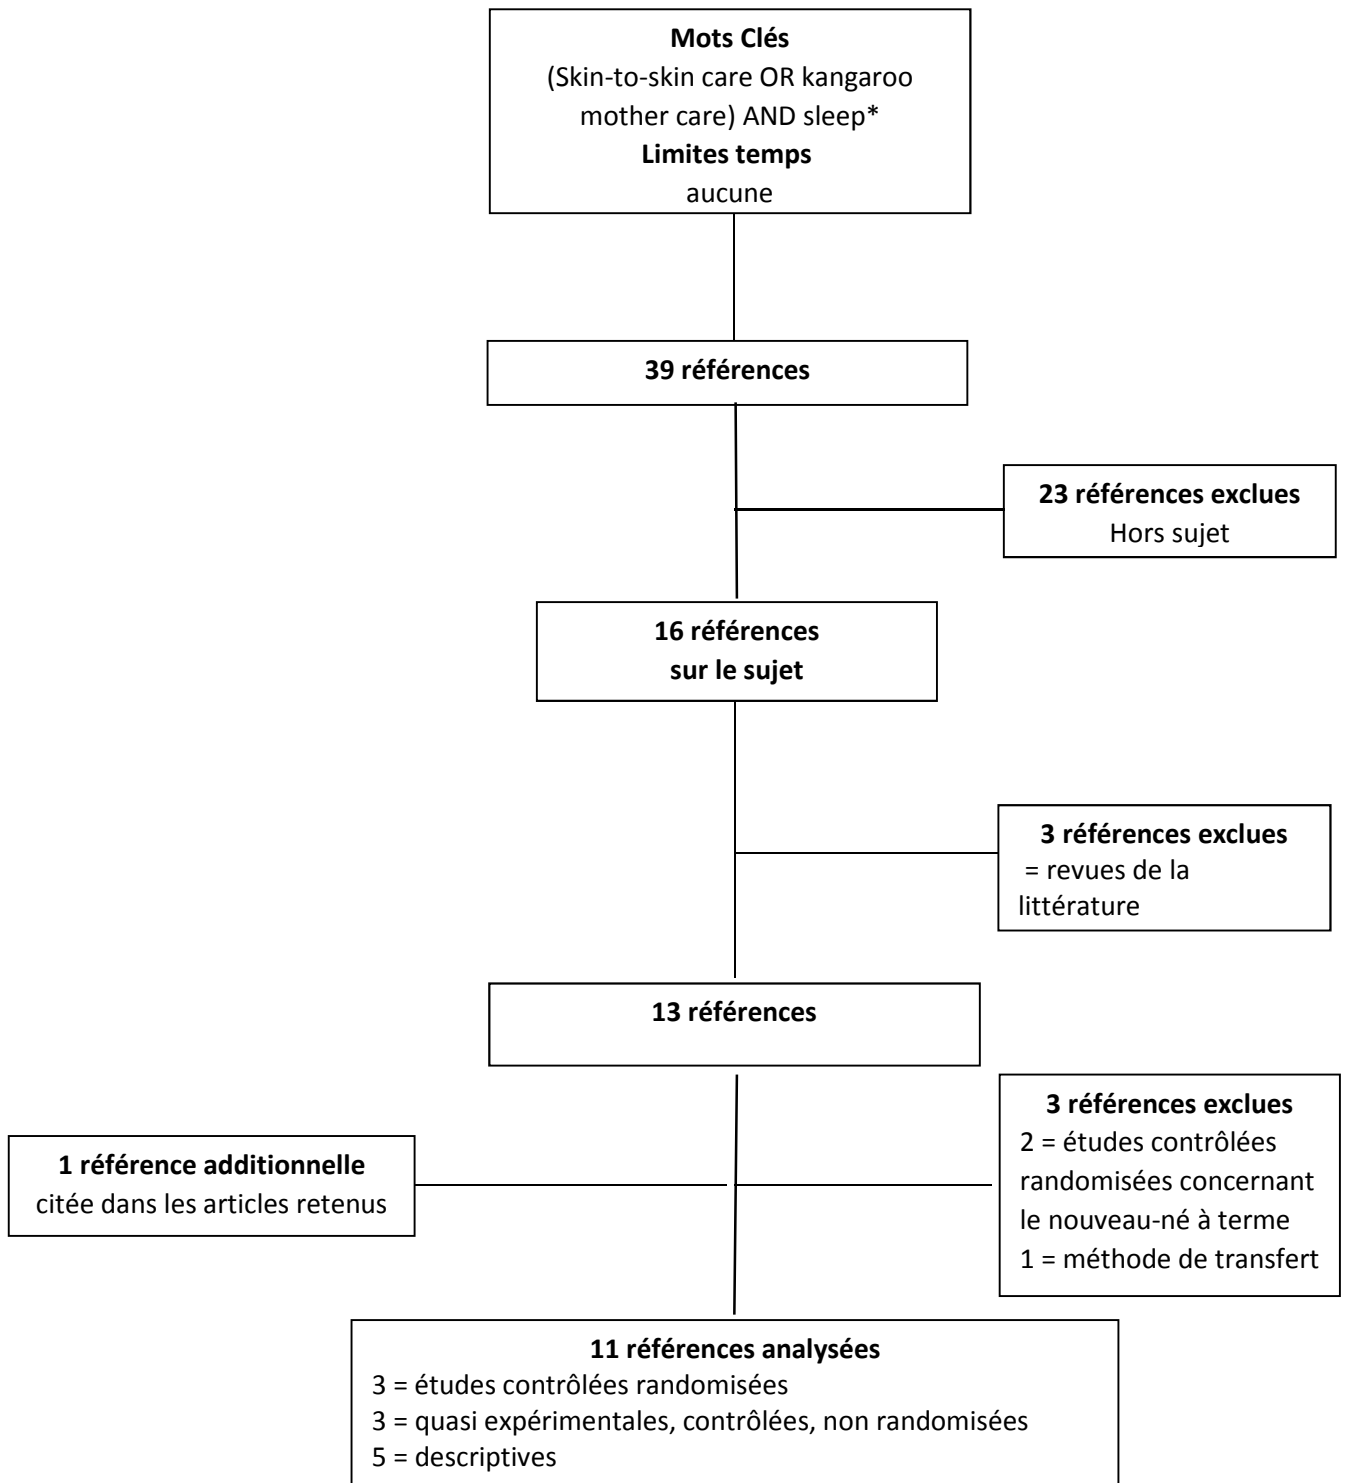 Mots Clés
(Skin-to-skin care OR kangaroo
mother care) AND sleep*
Limites temps
aucune
39 références
23 références exclues
Hors sujet
16 références
sur le sujet
3 références exclues
= revues de la
littérature
13 références
1 référence additionnelle
citée dans les articles retenus
3 références exclues
2 = études contrôlées
randomisées concernant
le nouveau-né à terme
1 = méthode de transfert
11 références analysées
3 = études contrôlées randomisées
3 = quasi expérimentales, contrôlées, non randomisées
5 = descriptives